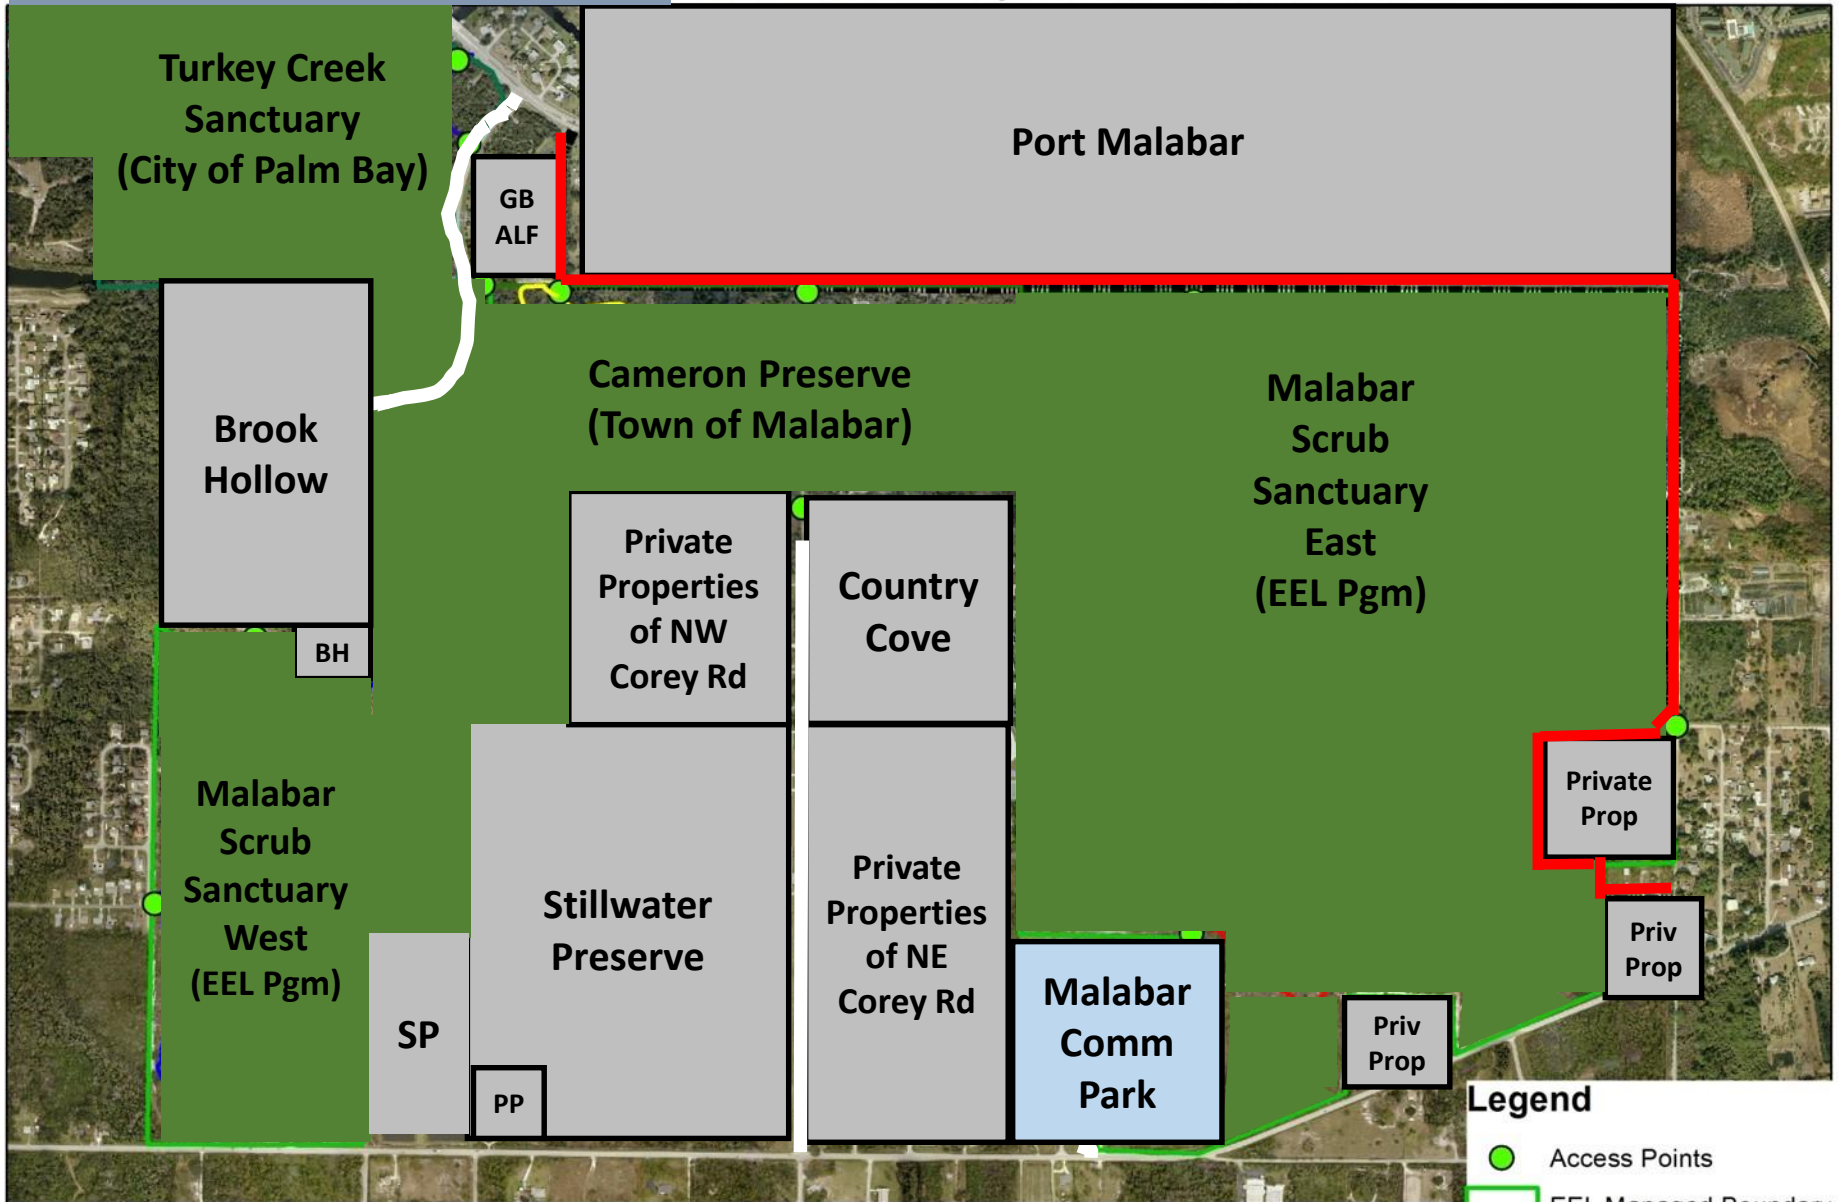 Turkey Creek
Sanctuary
(City of Palm Bay)
Port Malabar
GB
ALF
Cameron Preserve
(Town of Malabar)
Malabar
Scrub
Sanctuary
East
(EEL Pgm)
Brook
Hollow
BH
Private
Properties
of NW
Corey Rd
Country
Cove
Malabar
Scrub
Sanctuary
West
(EEL Pgm)
SP
Stillwater
Preserve
PP
Private
Properties
of NE
Corey Rd
Malabar
Comm
Park
Private
Prop
Priv
Prop
Priv
Prop
Legend
Access Points
EEL Managed Boundary